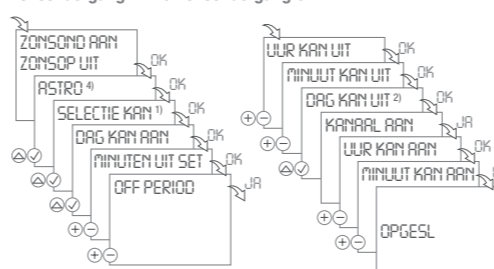 ZONSOND AAN
ZONSOP UIT
OK
ASTRO 4)
OK
SELECTIE KAN 1)
OK
DAG KAN AAN
OK
MINUTEN UIT SET
OK
OFF PERIOD
JA
UUR KAN UIT
OK
MINUUT KAN UIT
OK
DAG KAN UIT 2)
OK
KANAAL AAN
JA
UUR KAN AAN
OK
MINUUT KAN AAN
OPGESL